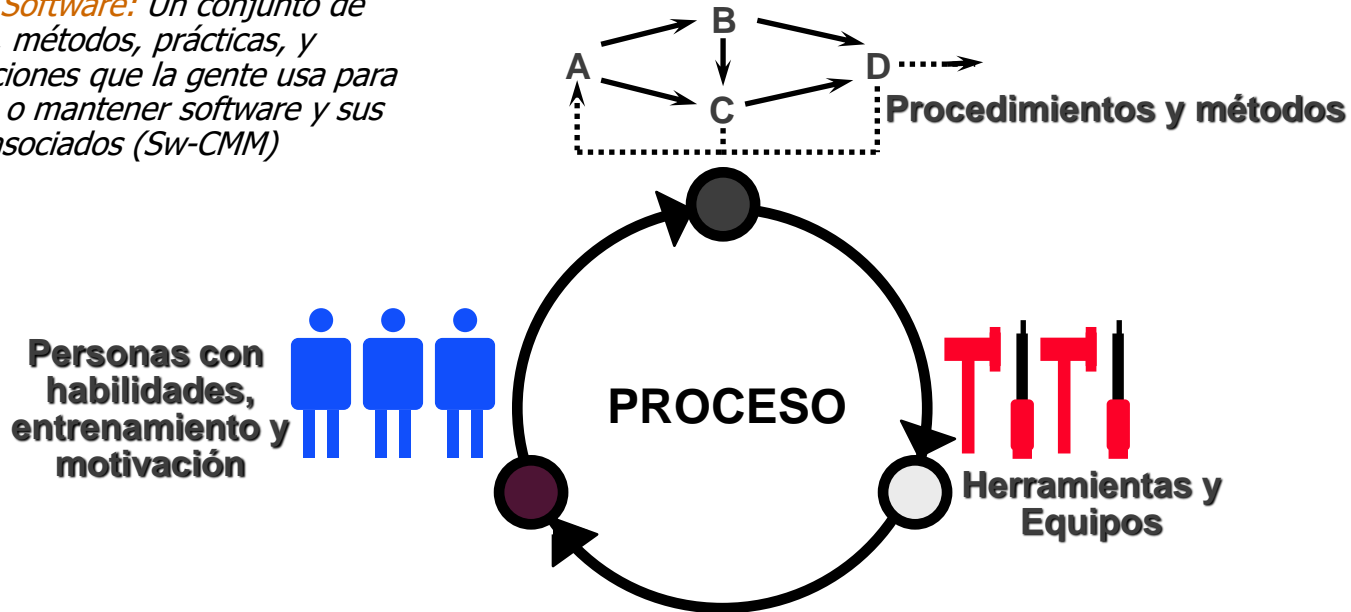 Software: Un conjunto de
métodos, prácticas, y
ciones que la gente usa para
o mantener software y sus
asociados (Sw-CMM)
B
A
D
C
Procedimientos y métodos
PROCESO
Personas con
habilidades,
entrenamiento y
motivación
Herramientas y
Equipos